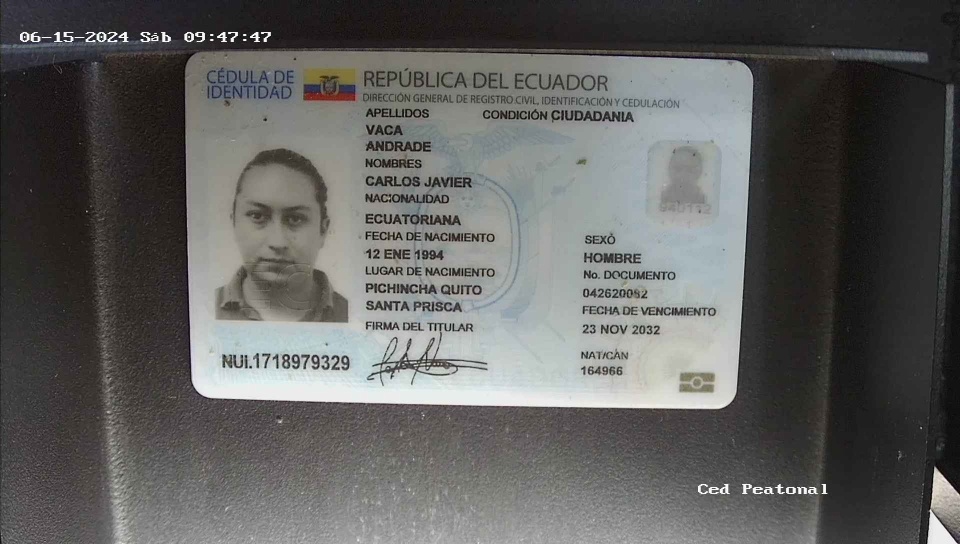 06-15-2024 Sáb 09:47:47
CÉDULA DE
IDENTIDAD
REPÚBLICA DEL ECUADOR
DIRECCIÓN GENERAL DE REGISTRO CIVIL, IDENTIFICACIÓN Y CEDULACIÓN
APELLIDOS CONDICIÓN CIUDADANIA
VACA
ANDRADE
NOMBRES
CARLOS JAVIER
NACIONALIDAD
ECUATORIANA
FECHA DE NACIMIENTO
12 ENE 1994
LUGAR DE NACIMIENTO
PICHINCHA QUITO
SANTA PRISCA
FIRMA DEL TITULAR
SEXO
HOMBRE
No. DOCUMENTO
FECHA DE VENCIMIENTO
23 NOV 2032
NAT/CAN
164966
NUI.1718979329
Ced Peatonal